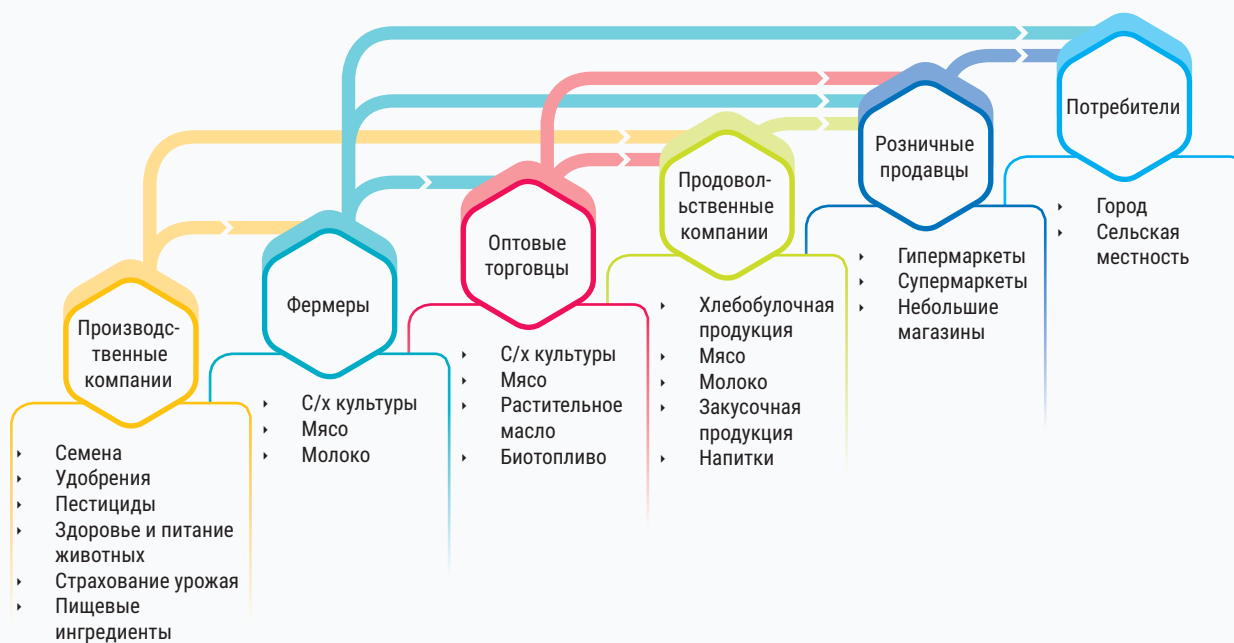 Производс-
твенные
компании
Семена
Удобрения
Пестициды
Здоровье и питание
животных
Страхование урожая
Пищевые
ингредиенты
Фермеры
С/х культуры
Мясо
Молоко
Оптовые
торговцы
С/х культуры
Мясо
Растительное
масло
Биотопливо
Продовол-
ьственные
компании
Хлебобулочная
продукция
Мясо
Молоко
Закусочная
продукция
Напитки
Розничные
продавцы
Гипермаркеты
Супермаркеты
Небольшие
магазины
Потребители
Город
Сельская
местность